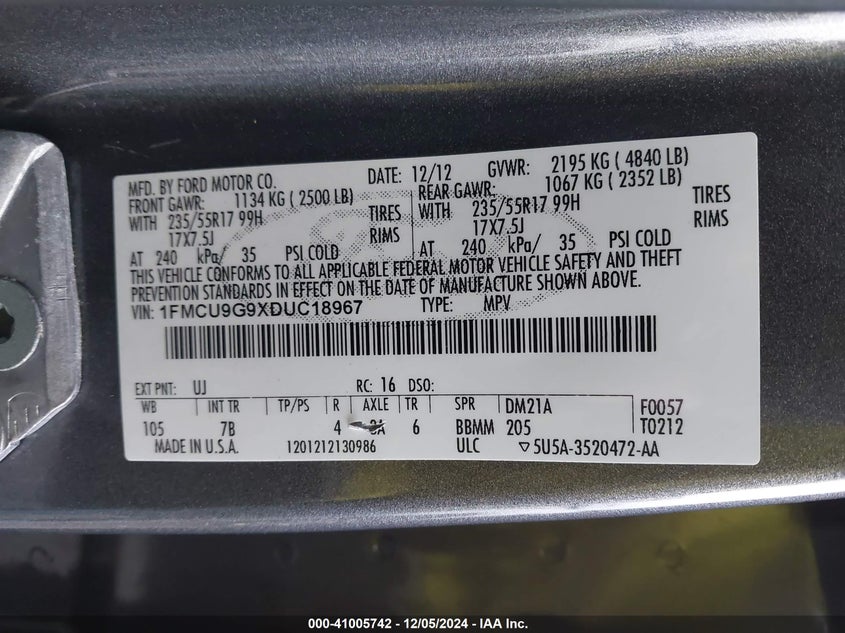 MFD. BY FORD MOTOR CO. DATE: 12/12 GVWR: 2195 KG ( 4840 LB)
FRONT GAWR: 1134 KG ( 2500 LB) REAR GAWR: 1067 KG ( 2352 LB)
WITH 235/55R17 99H TIRES WITH 235/55R17 99H TIRES
17X7.5J RIMS 17X7.5J RIMS
AT 240 kPa/ 35 PSI COLD AT 240 kPa/ 35 PSI COLD
THIS VEHICLE CONFORMS TO ALL APPLICABLE FEDERAL MOTOR VEHICLE SAFETY AND THEFT
PREVENTION STANDARDS IN EFFECT ON THE DATE OF MANUFACTURE SHOWN ABOVE.
VIN: 1FMCU9G9XDUC18967 TYPE: MPV
EXT PNT: UJ RC: 16 DSO:
WB INT TR TP/PS R AXLE TR SPR DM21A F0057
105 7B 4 6 BBMM 205 T0212
MADE IN U.S.A. 1201212130986 ULC ▽5U5A-3520472-AA
000-41005742 - 12/05/2024 - IAA Inc.